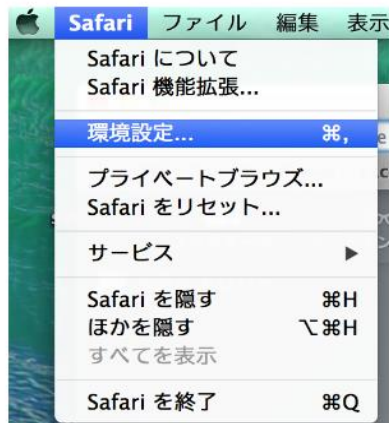 Safari ファイル 編集 表示
Safari について
Safari 機能拡張...
環境設定... ⌘,
プライベートブラウズ...
Safari をリセット...
サービス ▶
Safari を隠す ⌘H
ほかを隠す ⌥⌘H
すべてを表示
Safari を終了 ⌘Q